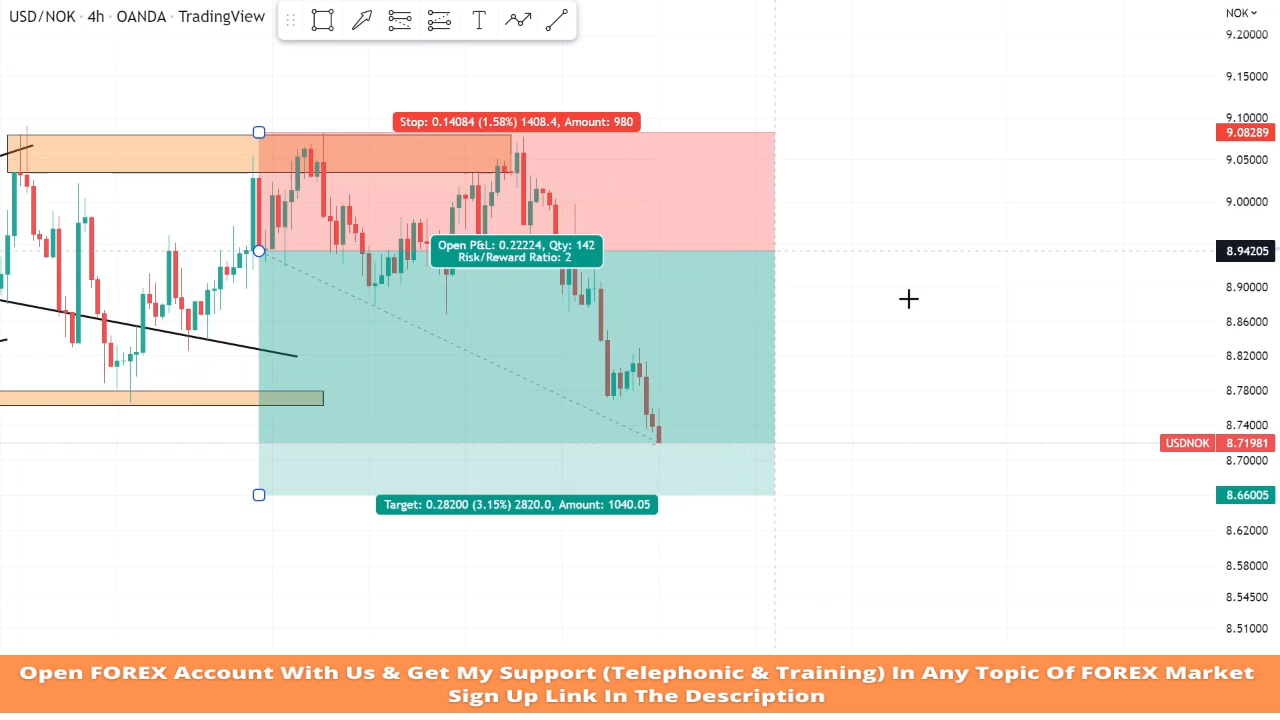 USD/NOK · 4h · OANDA · TradingView
T
NOK
9.20000
9.15000
9.10000
Stop: 0.14084 (1.58%) 1408.4, Amount: 980
9.08289
9.05000
9.00000
Open P&L: 0.22224, Qty: 142
Risk/Reward Ratio: 2
8.94205
8.90000
8.86000
8.82000
8.78000
8.74000
USDNOK 8.71981
8.70000
8.66005
Target: 0.28200 (3.15%) 2820.0, Amount: 1040.05
8.62000
8.58000
8.54500
8.51000
Open FOREX Account With Us & Get My Support (Telephonic & Training) In Any Topic Of FOREX Market
Sign Up Link In The Description